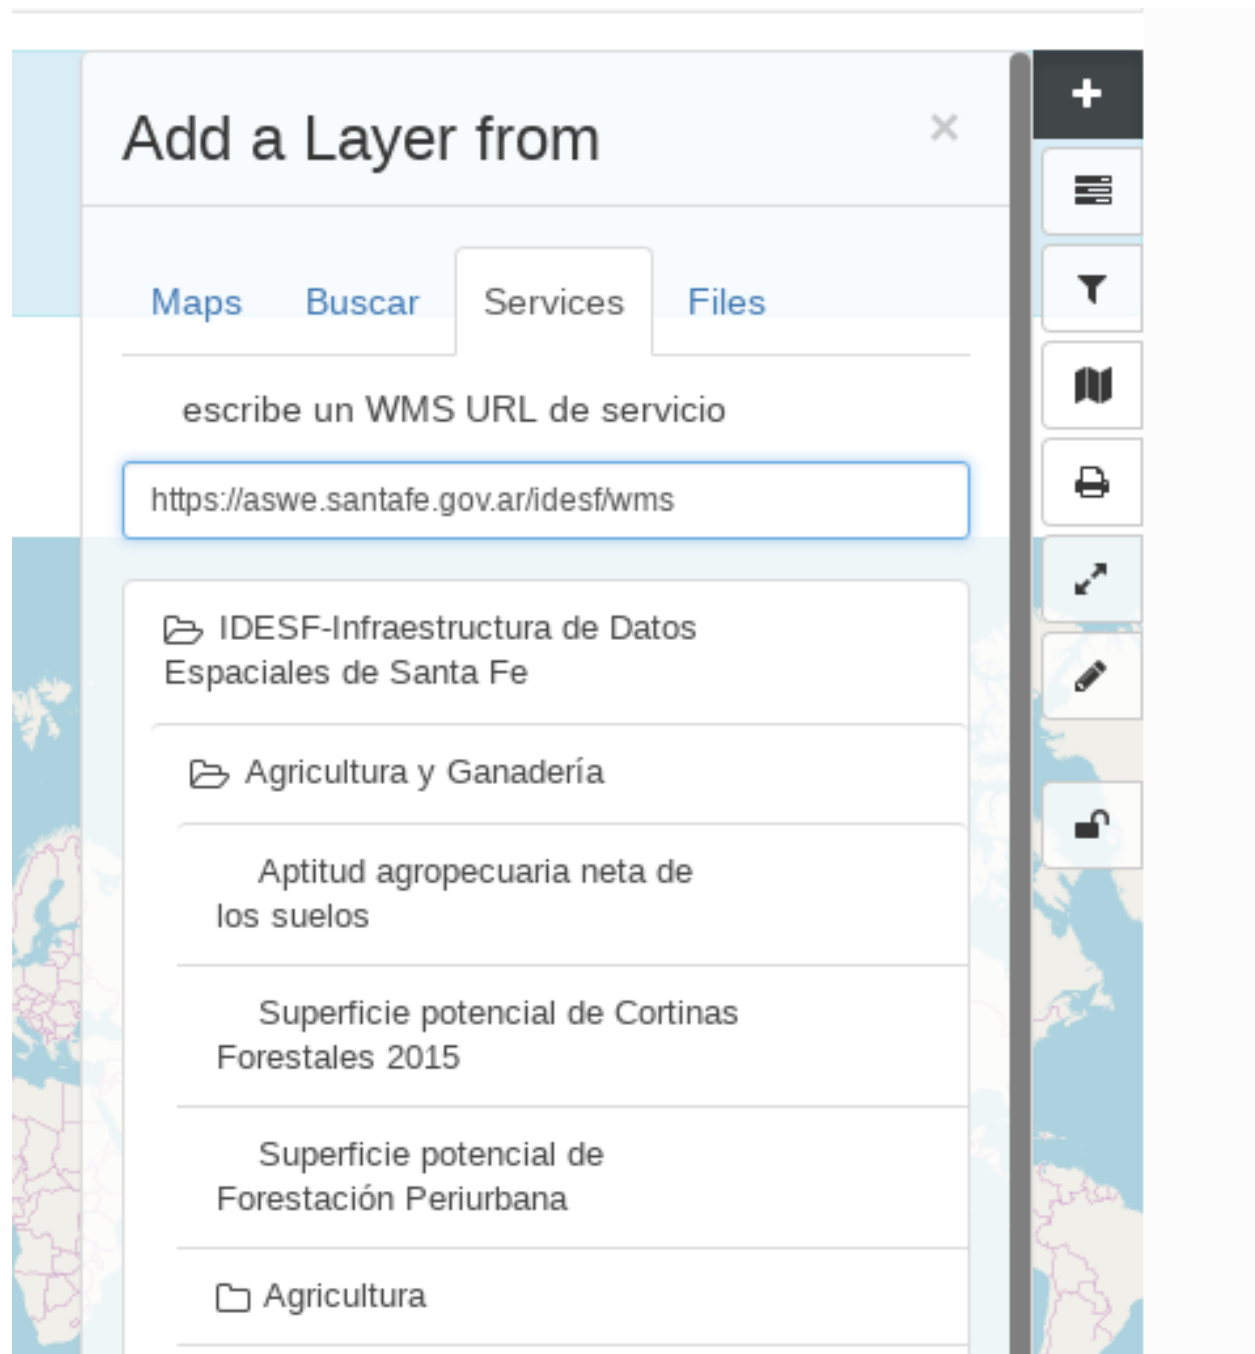 Add a Layer from
×
Maps Buscar Services Files
escribe un WMS URL de servicio
https://aswe.santafe.gov.ar/idesf/wms
IDESF-Infraestructura de Datos
Espaciales de Santa Fe
Agricultura y Ganadería
Aptitud agropecuaria neta de
los suelos
Superficie potencial de Cortinas
Forestales 2015
Superficie potencial de
Forestación Periurbana
Agricultura